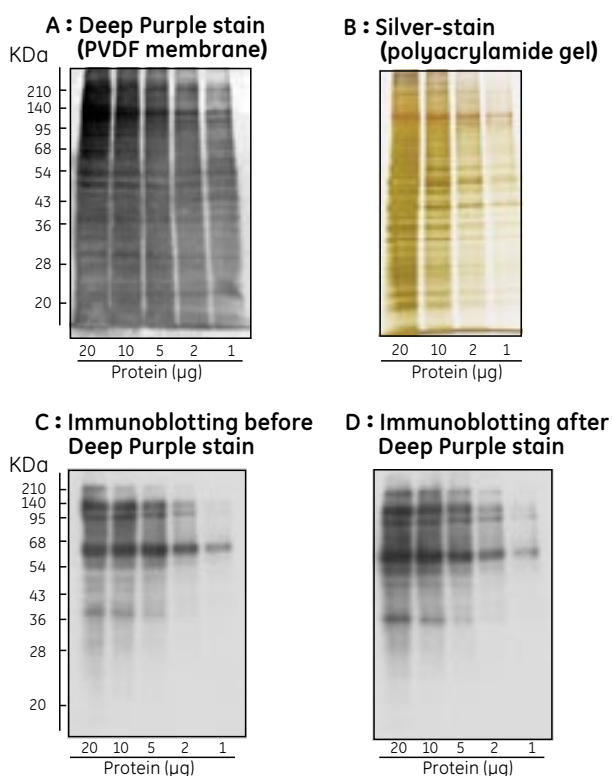 A : Deep Purple stain
(PVDF membrane)
KDa
210
140
95
68
54
43
36
28
20
20 10 5 2 1
Protein (µg)
B : Silver-stain
(polyacrylamide gel)
20 10 2 1
Protein (µg)
C : Immunoblotting before
Deep Purple stain
KDa
210
140
95
68
54
43
36
28
20
20 10 5 2 1
Protein (µg)
D : Immunoblotting after
Deep Purple stain
20 10 5 2 1
Protein (µg)